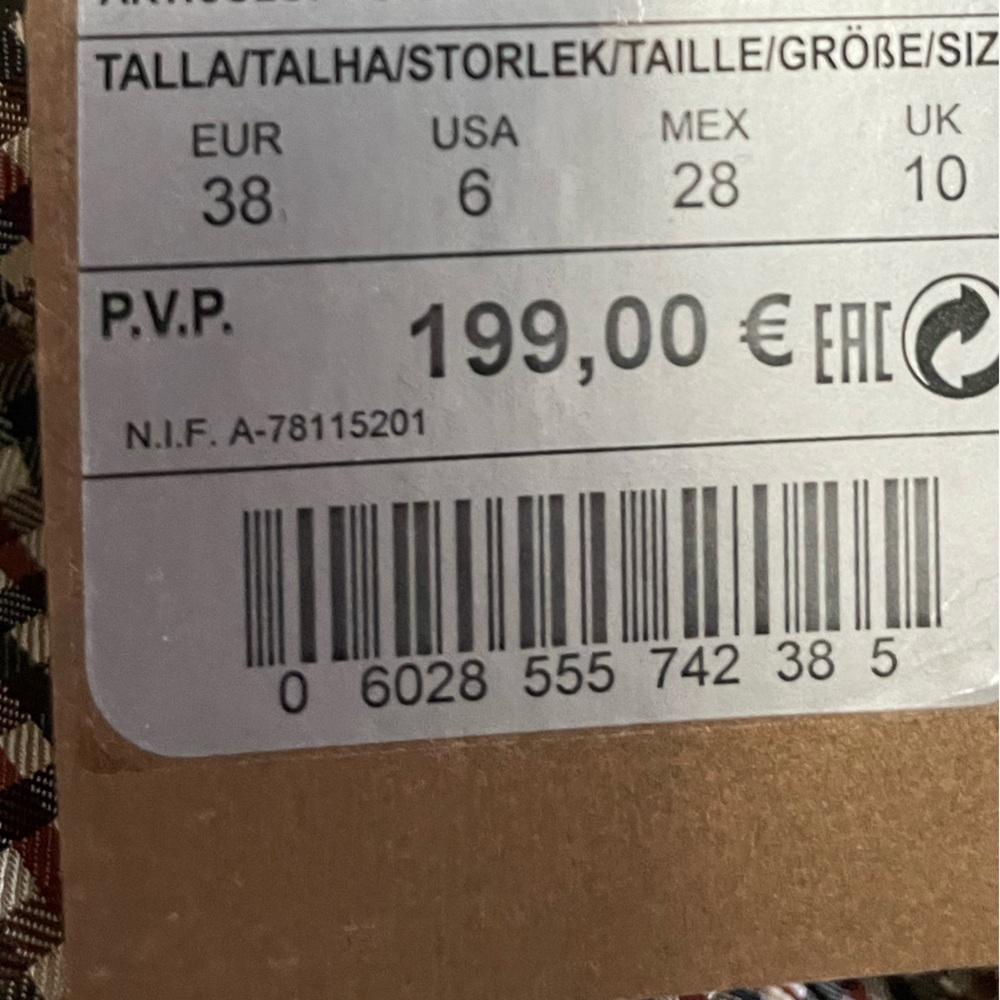 TALLA/TALHA/STORLEK/TAILLE/GRÖßE/SIZ
EUR USA MEX UK
38 6 28 10
P.V.P. 199,00 € EAC
N.I.F. A-78115201
0 6028 555 742 38 5